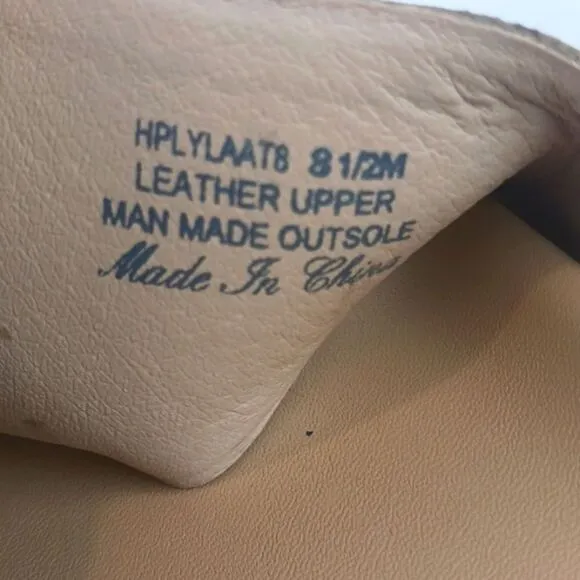 HPLYLAAT8 8 1/2M
LEATHER UPPER
MAN MADE OUTSOLE
Made In China